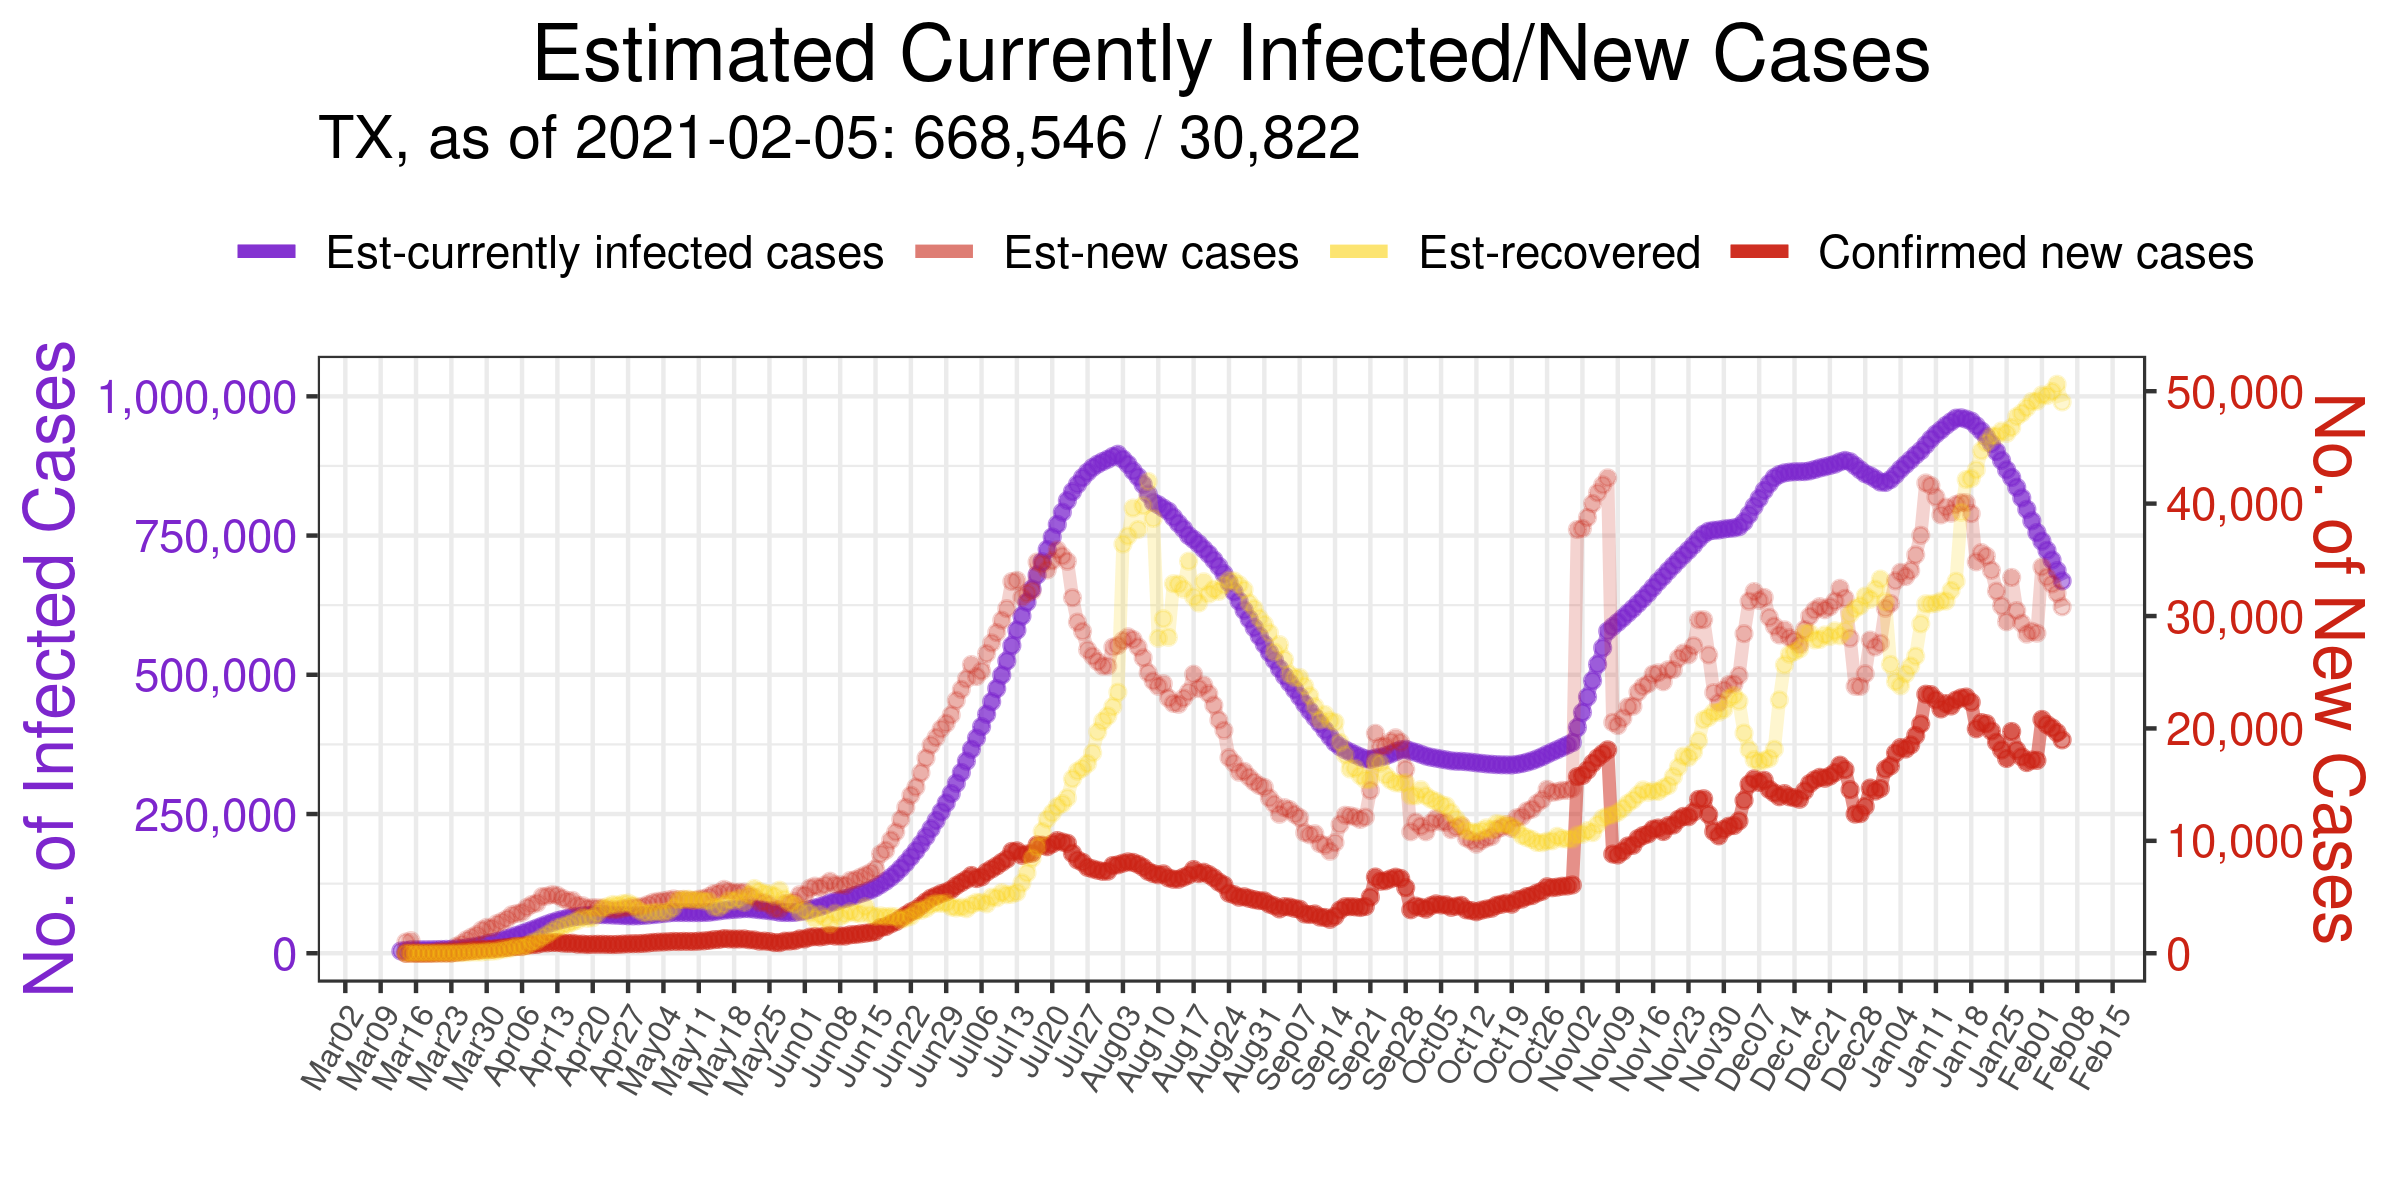 Estimated Currently Infected/New Cases
TX, as of 2021-02-05: 668,546 / 30,822
Est-currently infected cases
Est-new cases
Est-recovered
Confirmed new cases
No. of Infected Cases
1,000,000
750,000
500,000
250,000
0
50,000
40,000
30,000
20,000
10,000
0
No. of New Cases
Mar02
Mar09
Mar16
Mar23
Mar30
Apr06
Apr13
Apr20
Apr27
May04
May11
May18
May25
Jun01
Jun08
Jun15
Jun22
Jun29
Jul06
Jul13
Jul20
Jul27
Aug03
Aug10
Aug17
Aug24
Aug31
Sep07
Sep14
Sep21
Sep28
Oct05
Oct12
Oct19
Oct26
Nov02
Nov09
Nov16
Nov23
Nov30
Dec07
Dec14
Dec21
Dec28
Jan04
Jan11
Jan18
Jan25
Feb01
Feb08
Feb15